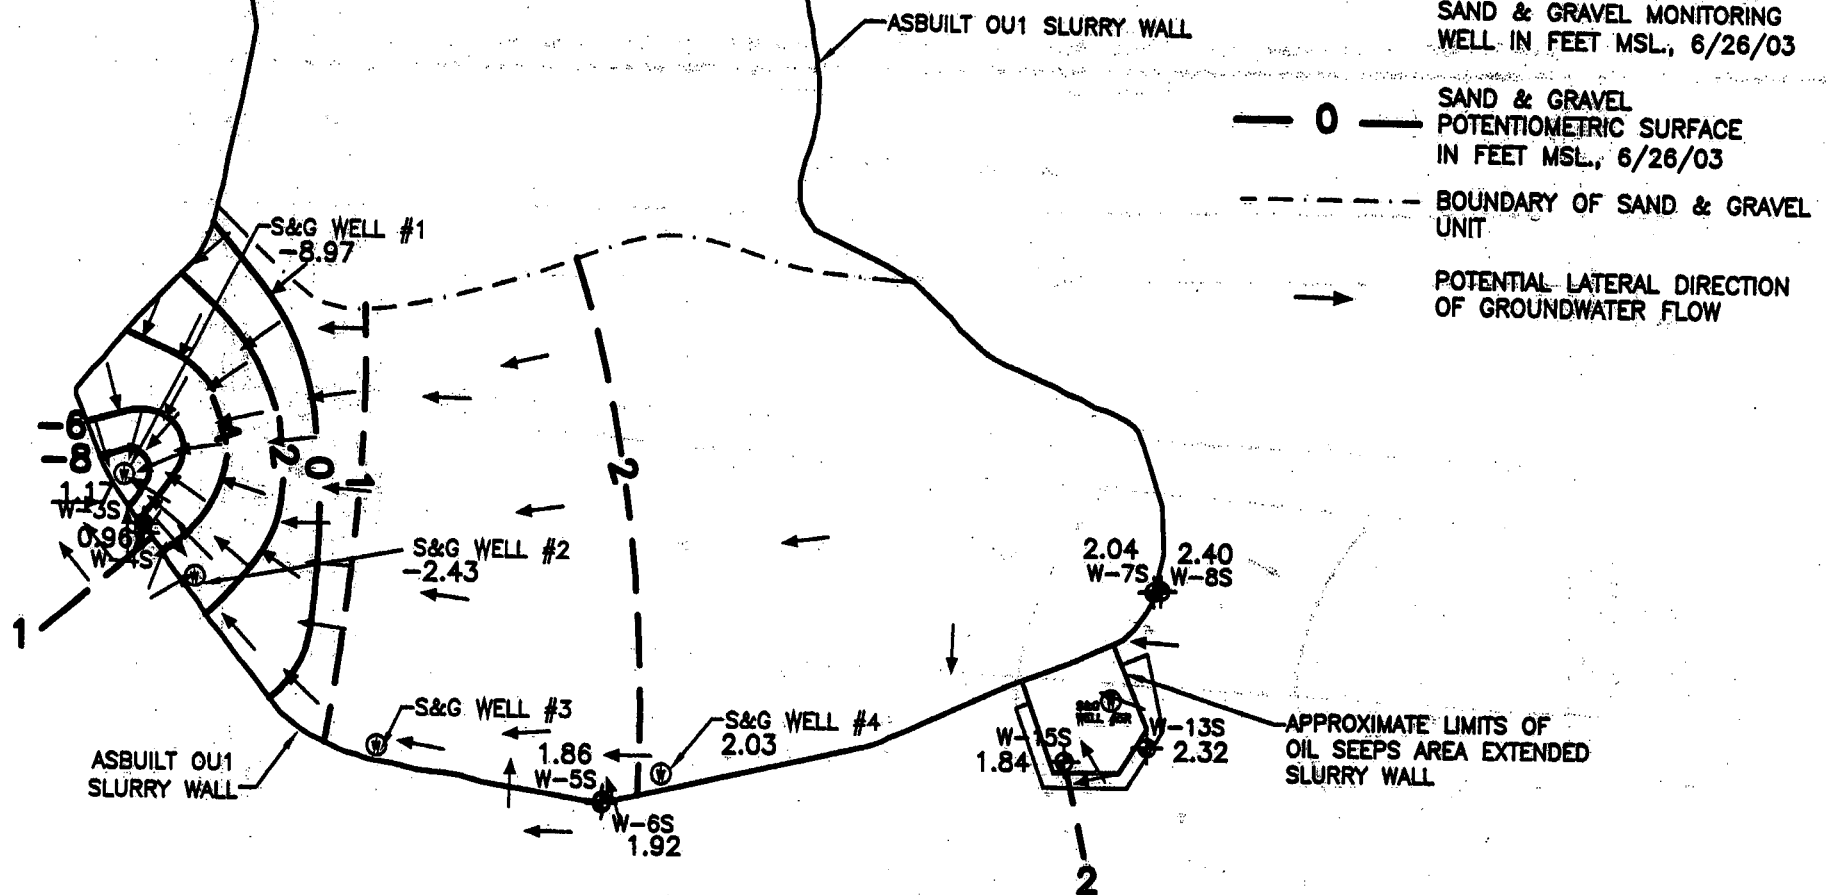 ASBUILT OU1 SLURRY WALL
SAND & GRAVEL MONITORING
WELL IN FEET MSL., 6/26/03
0
SAND & GRAVEL
POTENTIOMETRIC SURFACE
IN FEET MSL., 6/26/03
BOUNDARY OF SAND & GRAVEL
UNIT
POTENTIAL LATERAL DIRECTION
OF GROUNDWATER FLOW
S&G WELL #1
-8.97
-6
-8
2
0
1
2
1.17
W-3S
0.96
W-4S
S&G WELL #2
-2.43
1
2.04
W-7S
2.40
W-8S
S&G WELL #3
S&G WELL #4
2.03
1.86
W-5S
W-6S
1.92
ASBUILT OU1
SLURRY WALL
S&G
WELL
W-15S
1.84
W-13S
2.32
APPROXIMATE LIMITS OF
OIL SEEPS AREA EXTENDED
SLURRY WALL
2